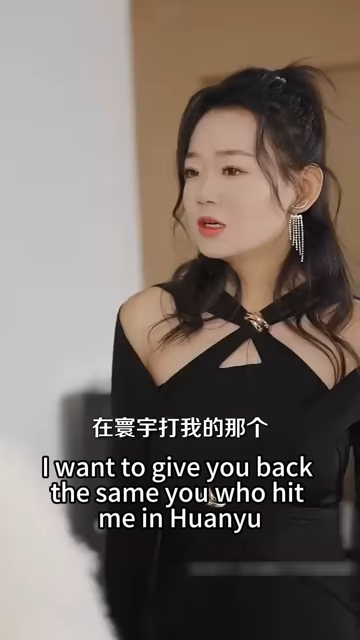 在寰宇打我的那个
I want to give you back
the same you who hit
me in Huanyu